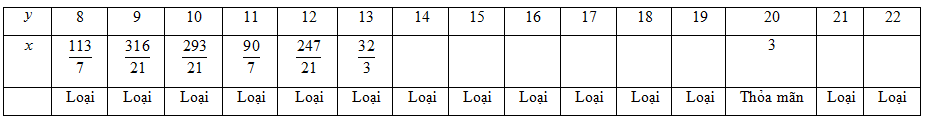 y 8 9 10 11 12 13 14 15 16 17 18 19 20 21 22
x 113/7 316/21 293/21 90/7 247/21 32/3 3
Loại Loại Loại Loại Loại Loại Loại Loại Loại Loại Loại Loại Thỏa mãn Loại Loại